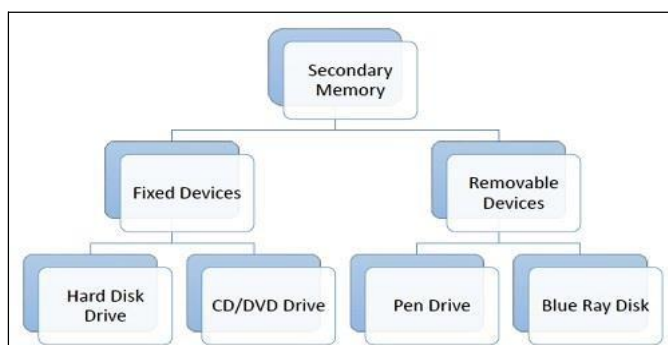 Secondary
Memory
Fixed Devices
Removable
Devices
Hard Disk
Drive
CD/DVD Drive
Pen Drive
Blue Ray Disk